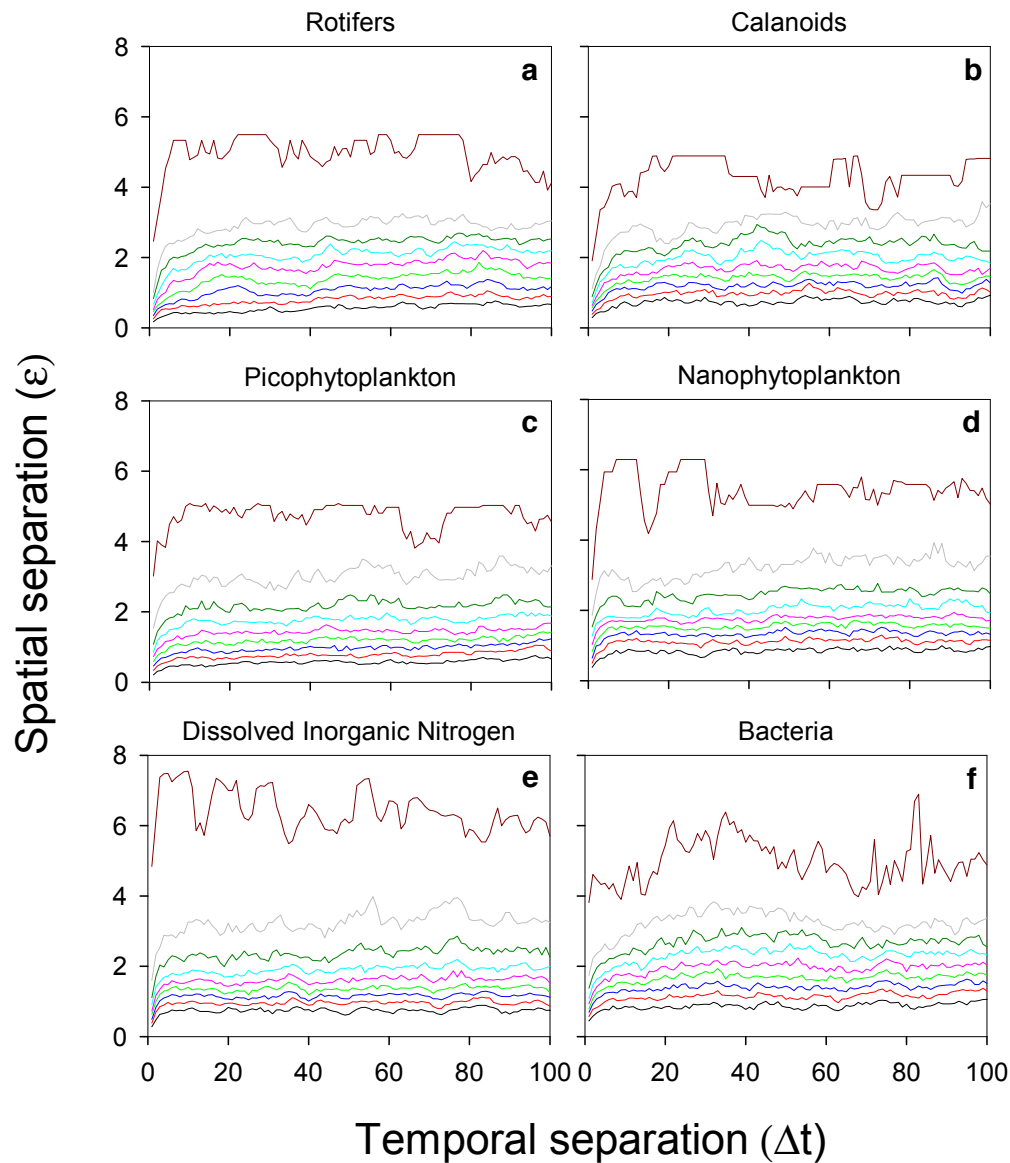 Rotifers
Calanoids
8
6
4
2
0
a
b
Picophytoplankton
Nanophytoplankton
8
6
4
2
0
c
d
Dissolved Inorganic Nitrogen
Bacteria
8
6
4
2
0
e
f
0 20 40 60 80 100 0 20 40 60 80 100
Spatial separation (ε)
Temporal separation (Δt)